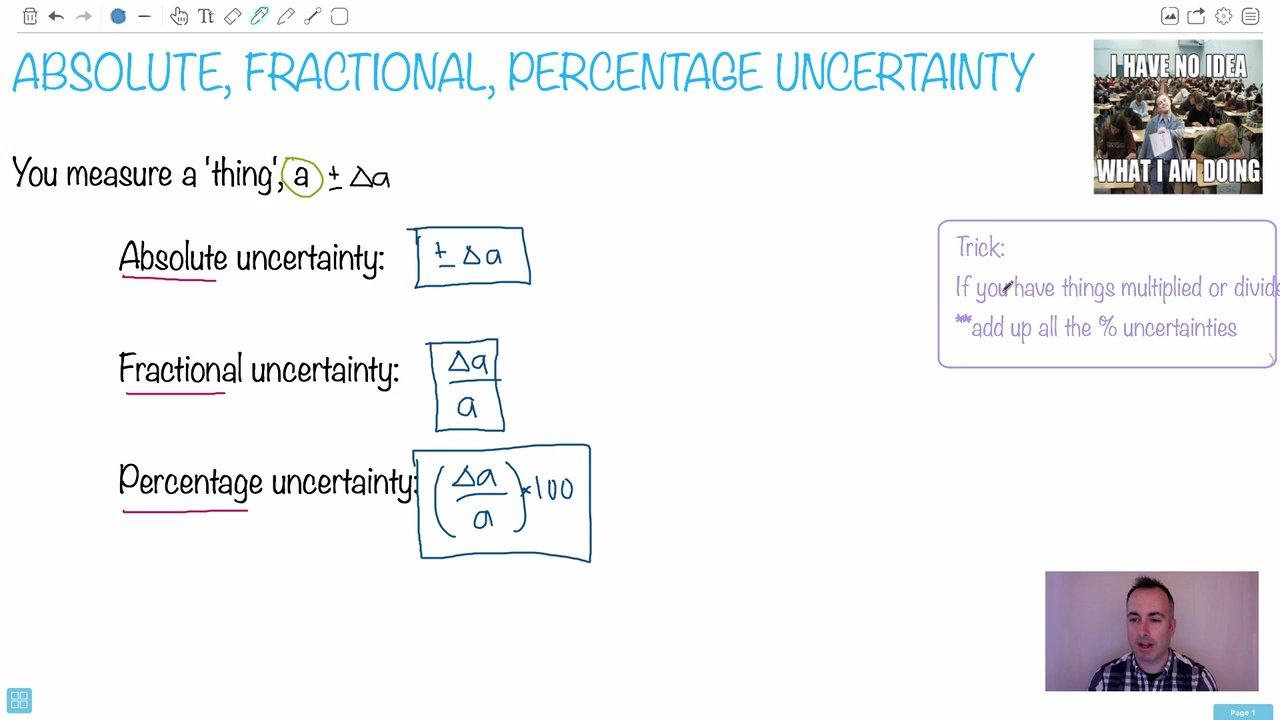 Tt
ABSOLUTE, FRACTIONAL, PERCENTAGE UNCERTAINTY
I HAVE NO IDEA
WHAT I AM DOING
You measure a 'thing', a ± Δa
Absolute uncertainty: ± Δa
Trick:
If you have things multiplied or divide
**add up all the % uncertainties
Fractional uncertainty: Δa/a
Percentage uncertainty: (Δa/a) × 100
Page 1